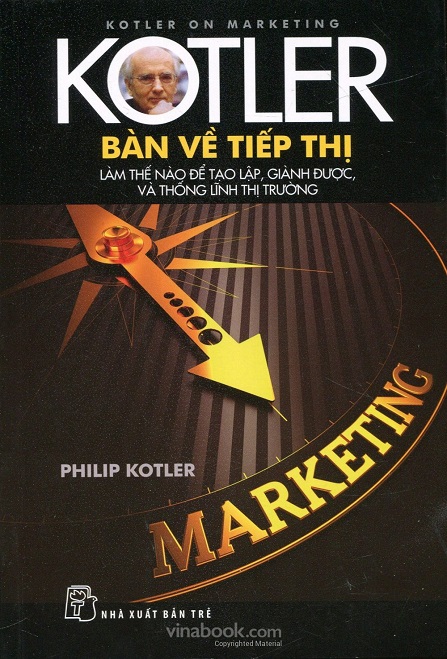 KOTLER ON MARKETING
KOTLER
BÀN VỀ TIẾP THỊ
LÀM THẾ NÀO ĐỂ TẠO LẬP, GIÀNH ĐƯỢC,
VÀ THỐNG LĨNH THỊ TRƯỜNG
MARKETING
PHILIP KOTLER
NHÀ XUẤT BẢN TRẺ
vinabook.com
Copyrighted Material